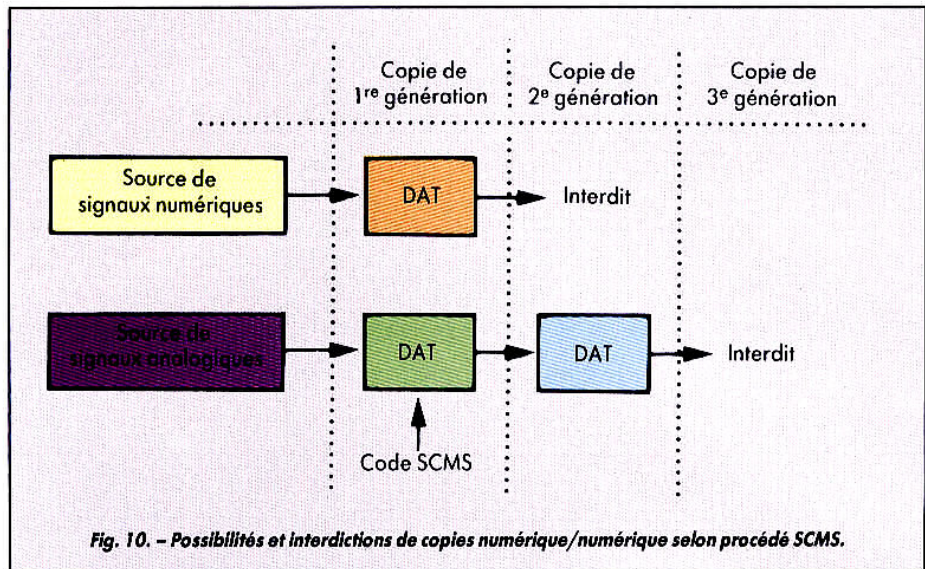 Copie de
1re génération
Copie de
2e génération
Copie de
3e génération
Source de
signaux numériques
DAT
Interdit
Source de
signaux analogiques
DAT
DAT
Interdit
Code SCMS
Fig. 10. – Possibilités et interdictions de copies numérique/numérique selon procédé SCMS.